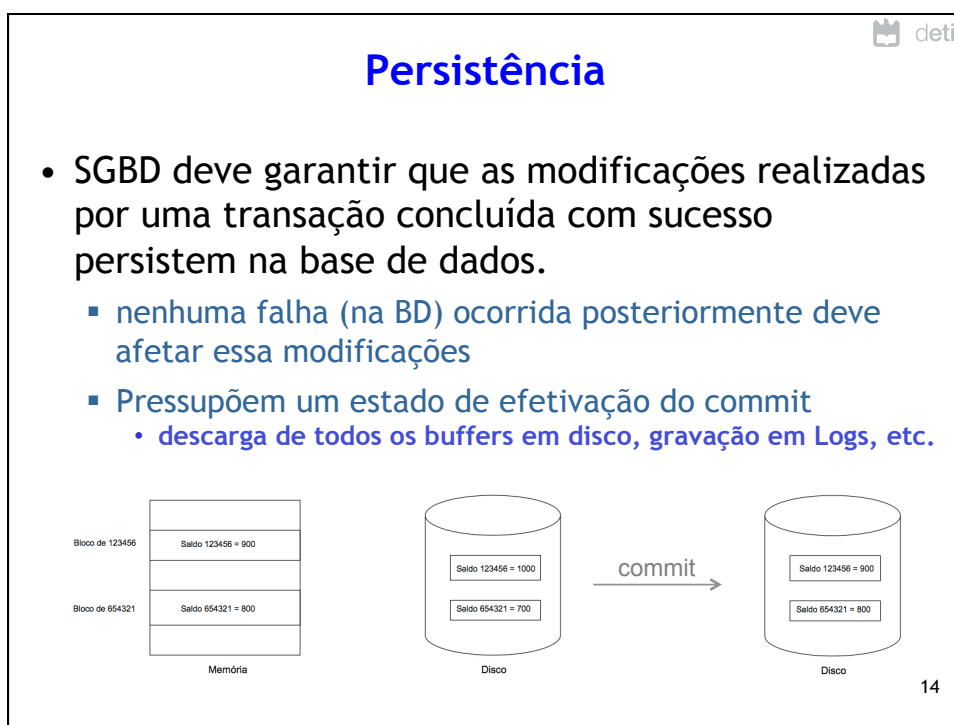 deti
Persistência
• SGBD deve garantir que as modificações realizadas
por uma transação concluída com sucesso
persistem na base de dados.
▪ nenhuma falha (na BD) ocorrida posteriormente deve
afetar essa modificações
▪ Pressupõem um estado de efetivação do commit
• descarga de todos os buffers em disco, gravação em Logs, etc.
Bloco de 123456
Saldo 123456 = 900
Bloco de 654321
Saldo 654321 = 800
Memória
Saldo 123456 = 1000
Saldo 654321 = 700
Disco
commit
Saldo 123456 = 900
Saldo 654321 = 800
Disco
14